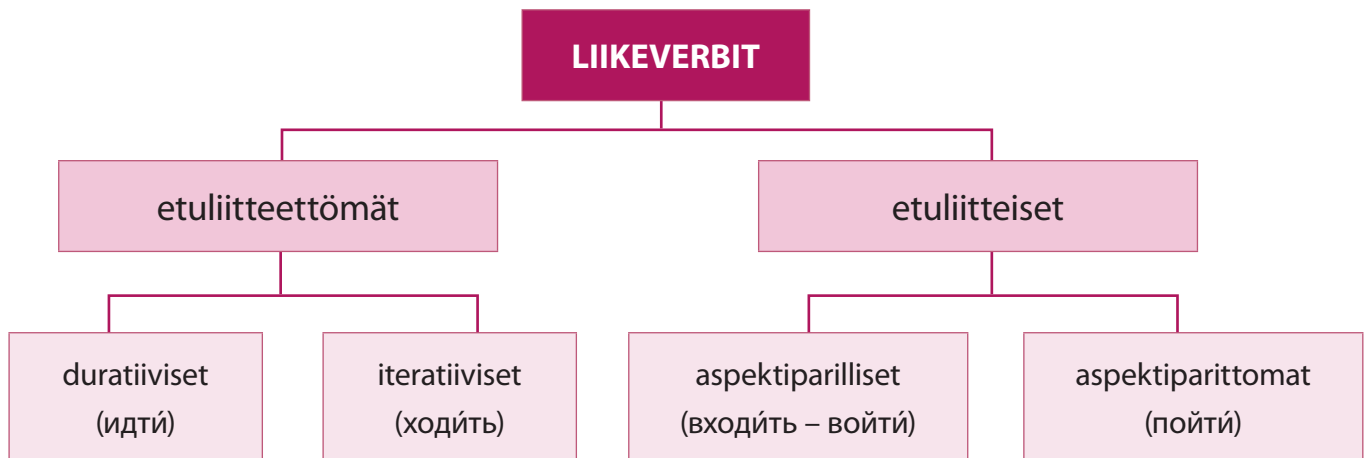 LIIKEVERBIT
etuliitteettömät
etuliitteiset
duratiiviset
(идти́)
iteratiiviset
(ходи́ть)
aspektiparilliset
(входи́ть – войти́)
aspektiparittomat
(пойти́)